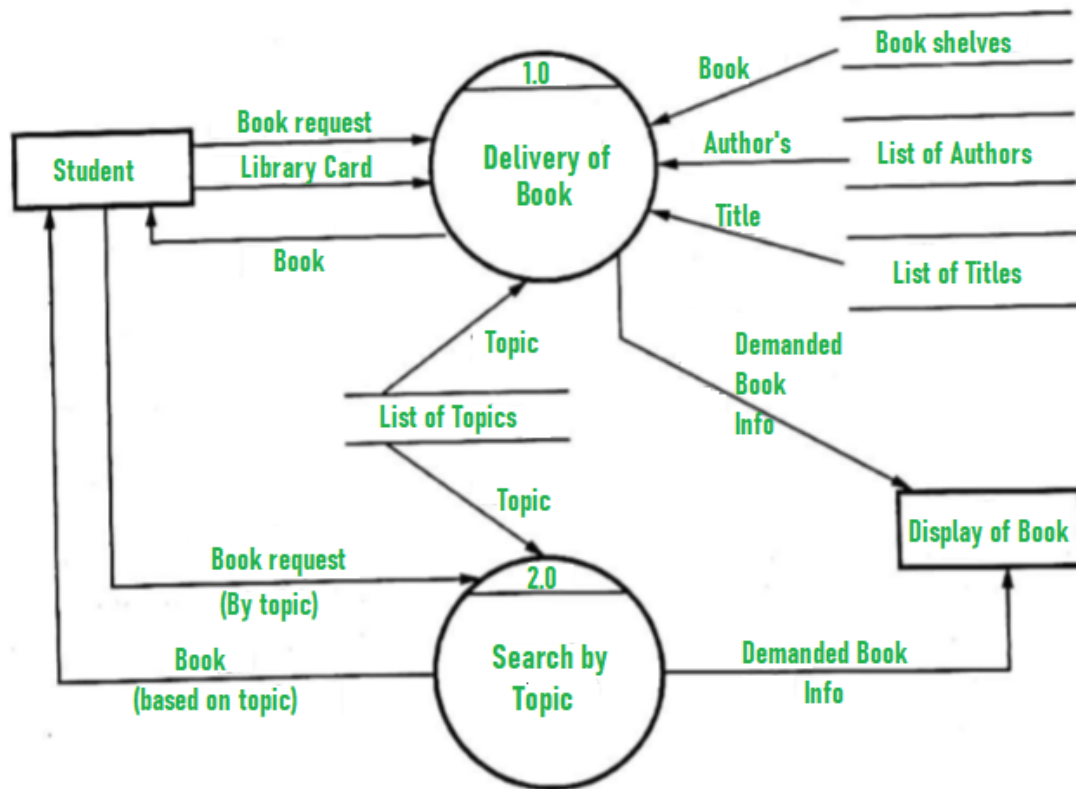 Book shelves
1.0
Book
Book request
Author's
List of Authors
Student
Library Card
Delivery of
Book
Title
Book
List of Titles
Topic
Demanded
Book
Info
List of Topics
Topic
Display of Book
Book request
(By topic)
2.0
Book
(based on topic)
Search by
Topic
Demanded Book
Info